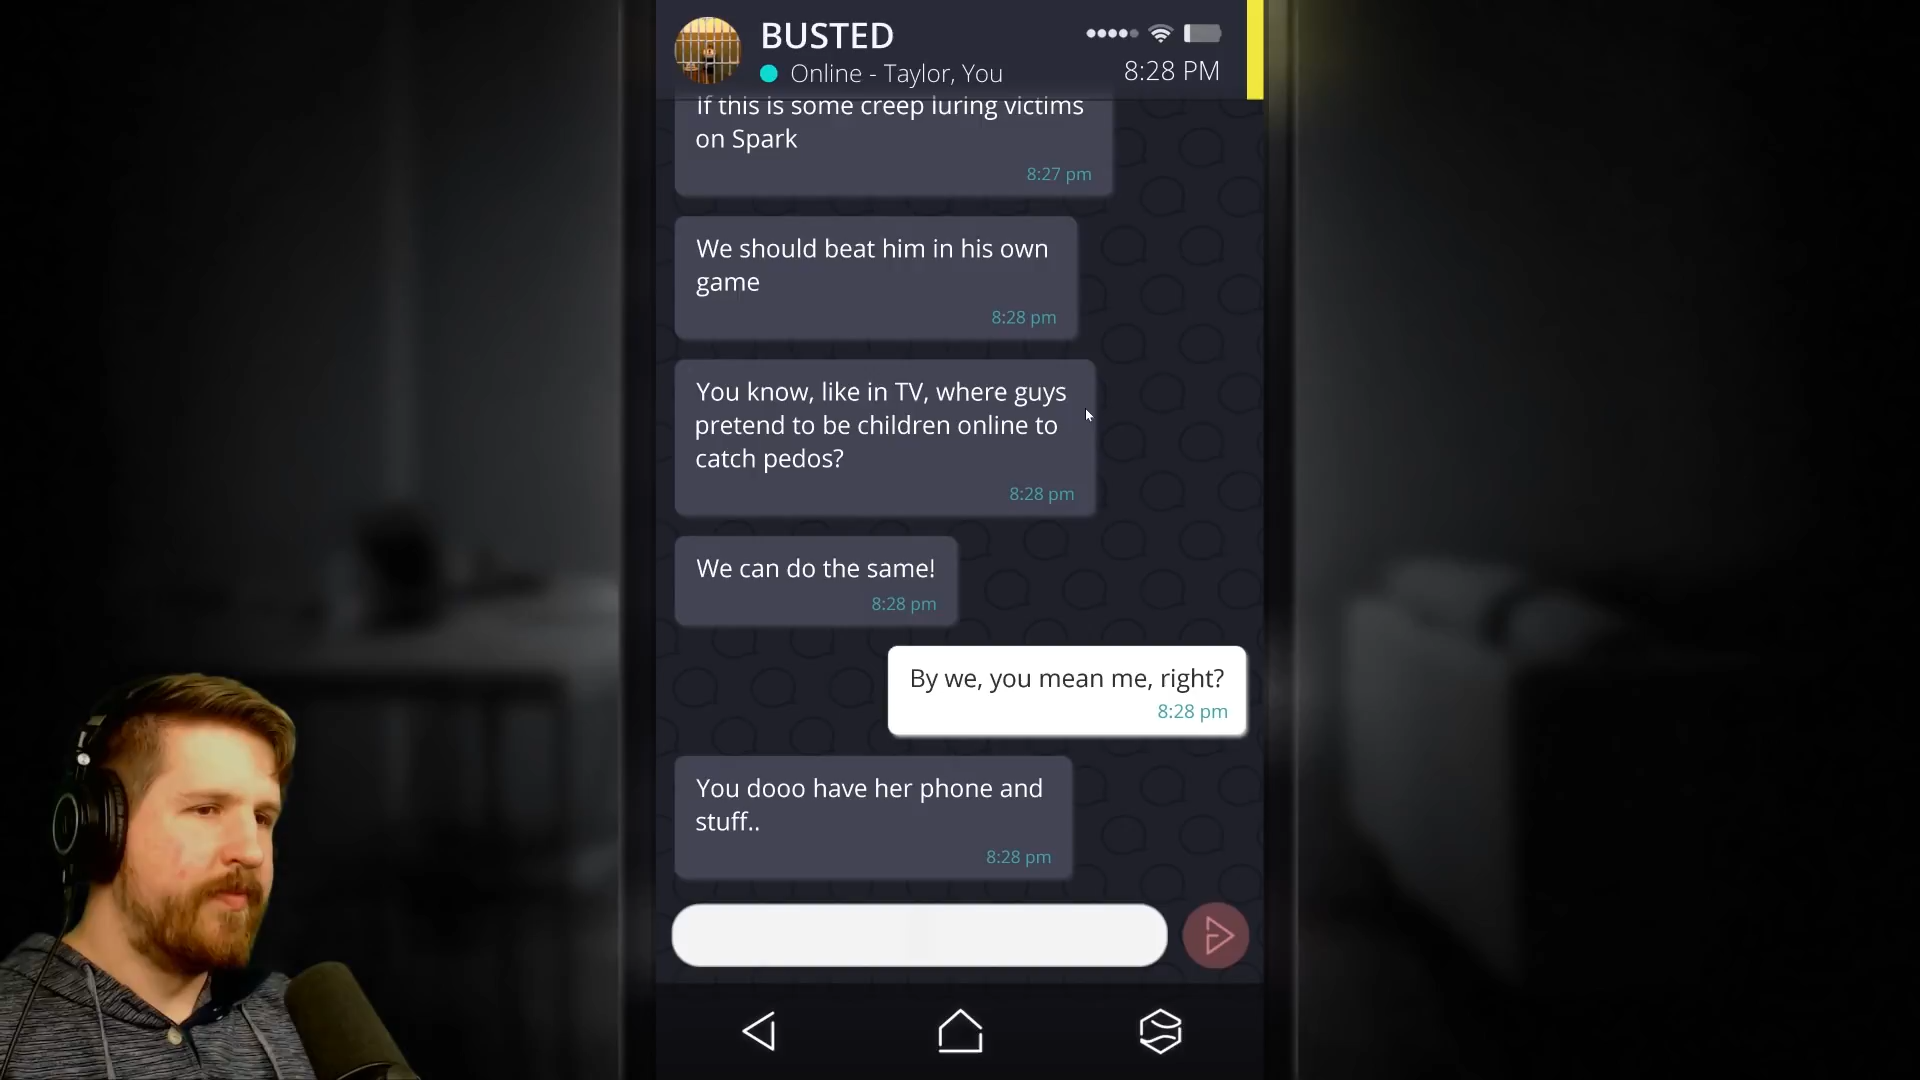 BUSTED
Online - Taylor, You
8:28 PM
If this is some creep luring victims
on Spark
8:27 pm
We should beat him in his own
game
8:28 pm
You know, like in TV, where guys
pretend to be children online to
catch pedos?
8:28 pm
We can do the same!
8:28 pm
By we, you mean me, right?
8:28 pm
You dooo have her phone and
stuff..
8:28 pm